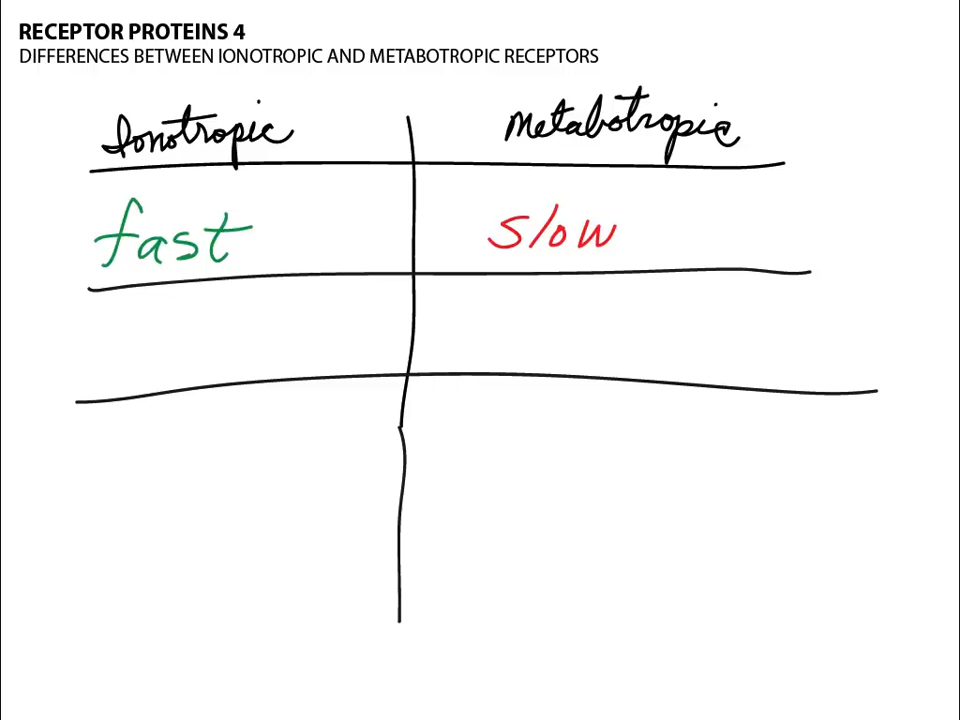 RECEPTOR PROTEINS 4
DIFFERENCES BETWEEN IONOTROPIC AND METABOTROPIC RECEPTORS
Ionotropic Metabotropic
fast slow